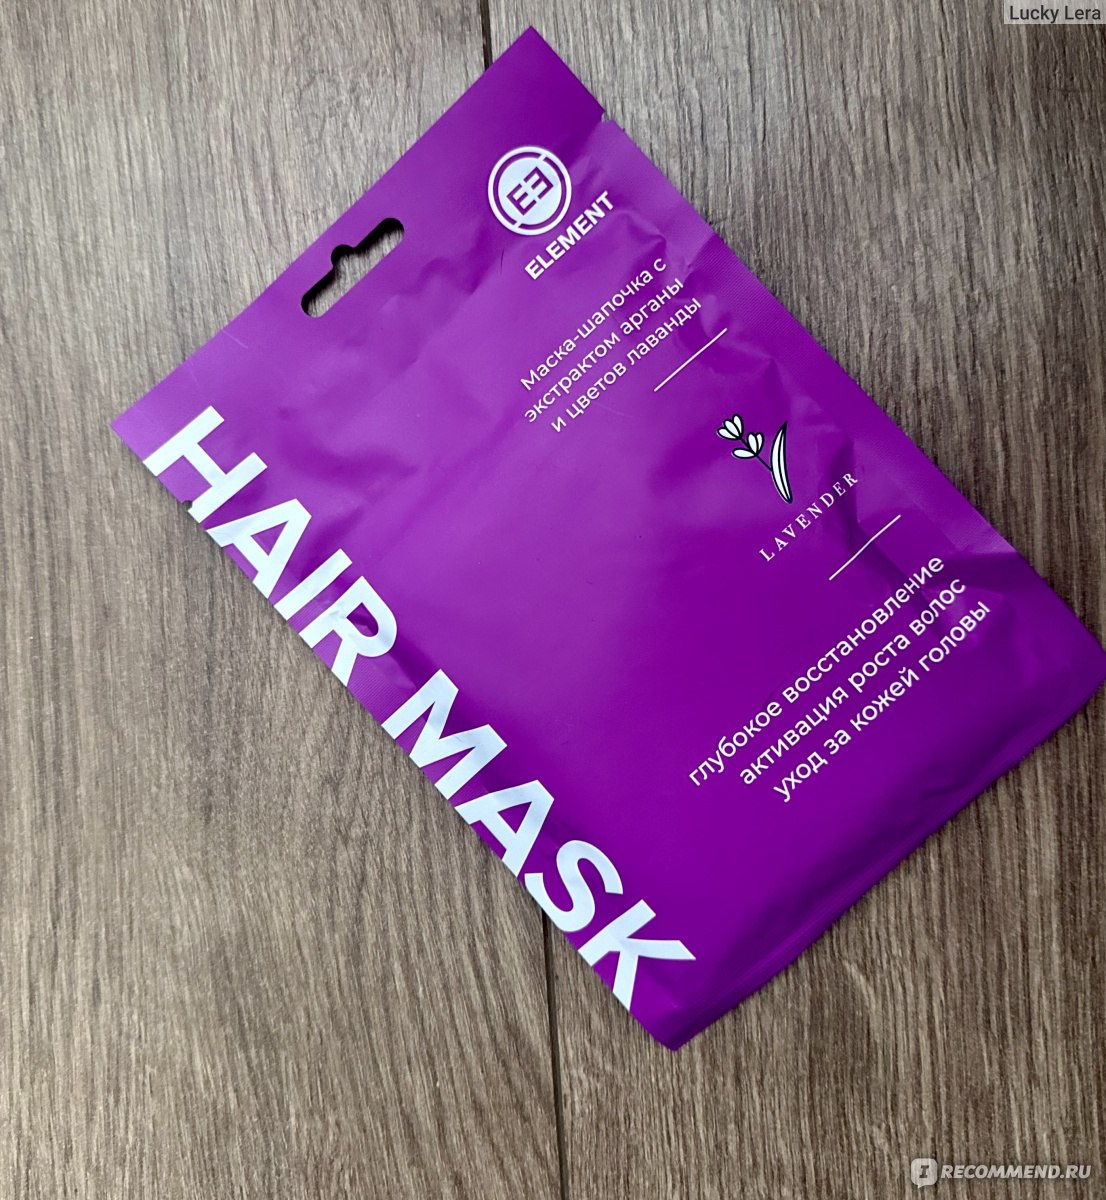 Lucky Lera
ELEMENT
Маска-шапочка с
экстрактом арганы
и цветов лаванды
LAVENDER
глубокое восстановление
активация роста волос
уход за кожей головы
HAIR MASK
RECOMMEND.RU